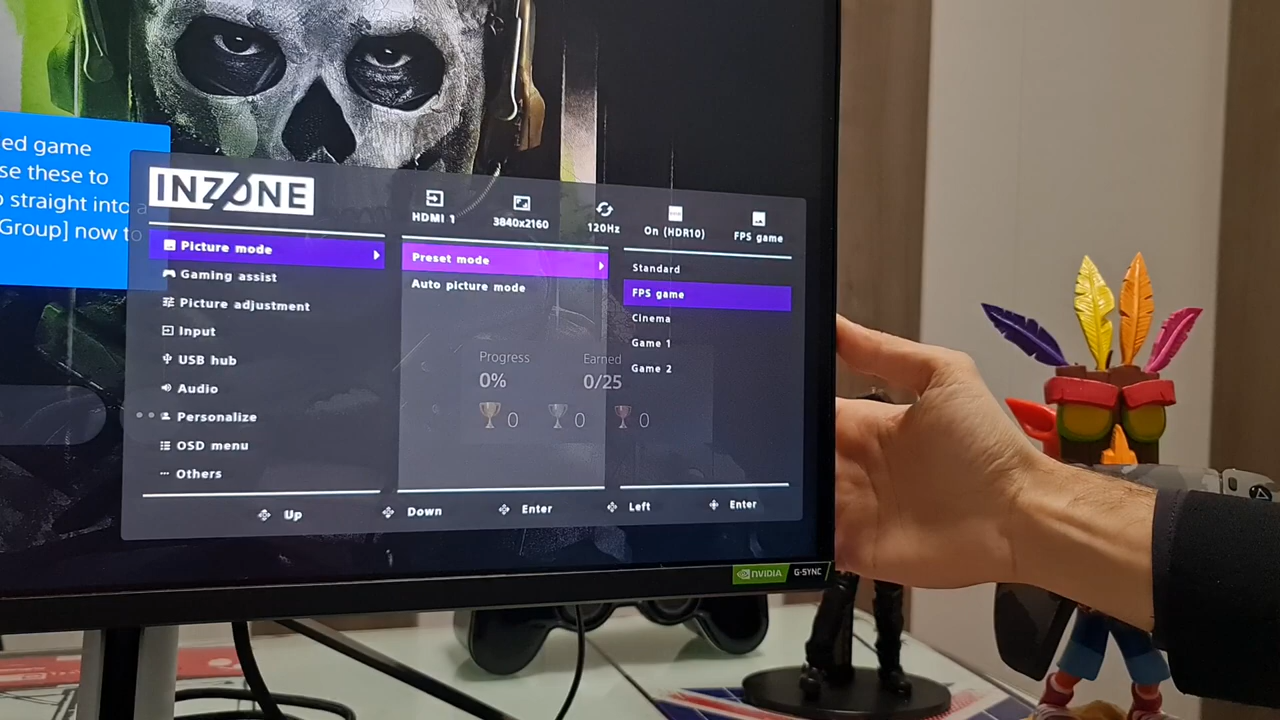 ed game
se these to
straight into a
Group] now to
INZONE
HDMI 1
3840x2160
120Hz
On (HDR10)
FPS game
Picture mode
Gaming assist
Picture adjustment
Input
USB hub
Audio
Personalize
OSD menu
Others
Preset mode
Auto picture mode
Standard
FPS game
Cinema
Game 1
Game 2
Progress
Earned
0%
0/25
0
0
0
Up
Down
Enter
Left
Enter
NVIDIA G-SYNC